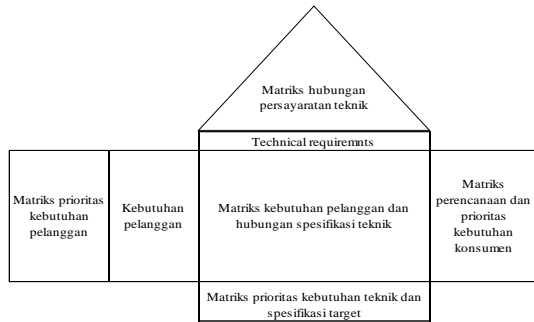 Matriks hubungan
persayaratan teknik
Technical requiremnts
Matriks prioritas
kebutuhan
pelanggan
Kebutuhan
pelanggan
Matriks kebutuhan pelanggan dan
hubungan spesifikasi teknik
Matriks
perencanaan dan
prioritas
kebutuhan
konsumen
Matriks prioritas kebutuhan teknik dan
spesifikasi target